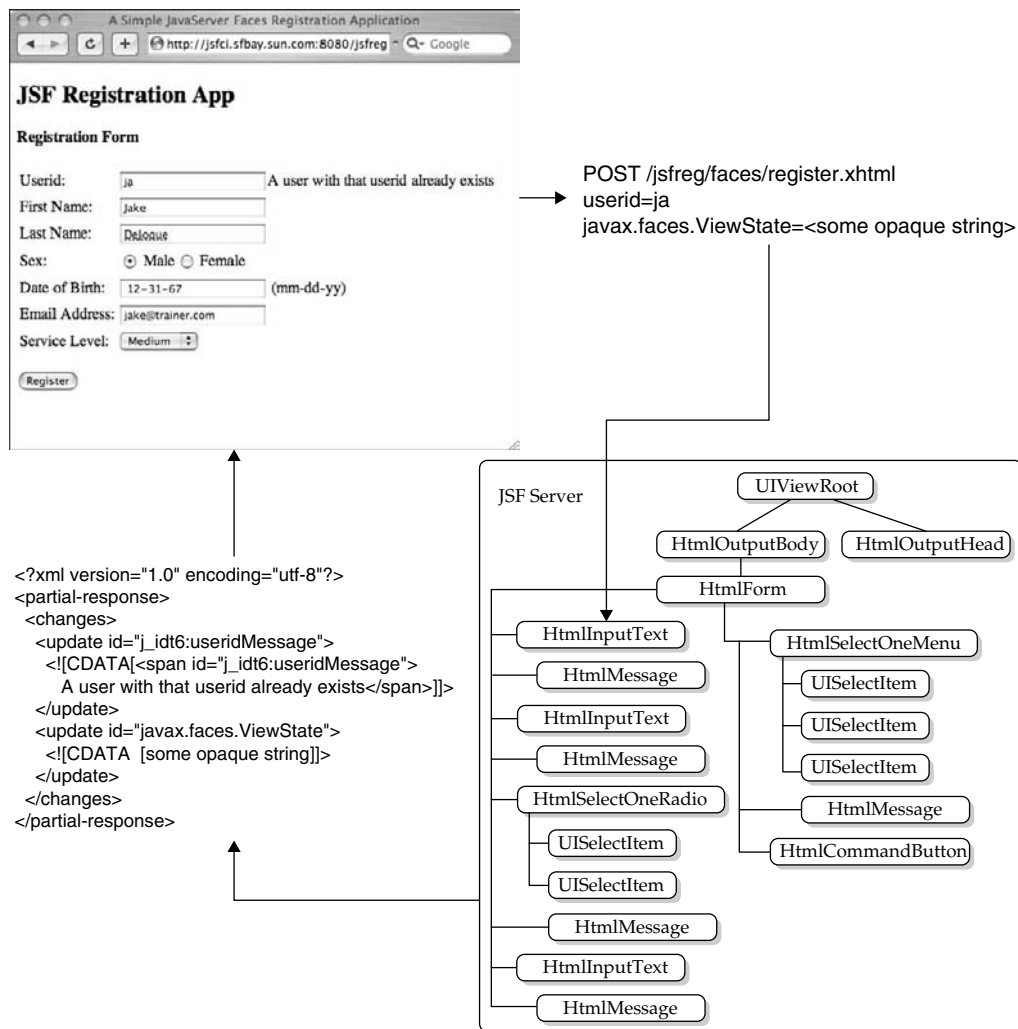 A Simple JavaServer Faces Registration Application
http://jsfci.sfbay.sun.com:8080/jsfreg
Google
JSF Registration App
Registration Form
Userid: ja A user with that userid already exists
First Name: Jake
Last Name: Deloque
Sex: Male Female
Date of Birth: 12-31-67 (mm-dd-yy)
Email Address: jake@trainer.com
Service Level: Medium
Register
POST /jsfreg/faces/register.xhtml
userid=ja
javax.faces.ViewState=<some opaque string>
<?xml version="1.0" encoding="utf-8"?>
<partial-response>
<changes>
<update id="j_idt6:useridMessage">
<![CDATA[<span id="j_idt6:useridMessage">
A user with that userid already exists</span>]]>
</update>
<update id="javax.faces.ViewState">
<![CDATA [some opaque string]]>
</update>
</changes>
</partial-response>
JSF Server
UIViewRoot
HtmlOutputBody
HtmlOutputHead
HtmlForm
HtmlInputText
HtmlMessage
HtmlInputText
HtmlMessage
HtmlSelectOneRadio
UISelectItem
UISelectItem
HtmlMessage
HtmlInputText
HtmlMessage
HtmlSelectOneMenu
UISelectItem
UISelectItem
UISelectItem
HtmlMessage
HtmlCommandButton